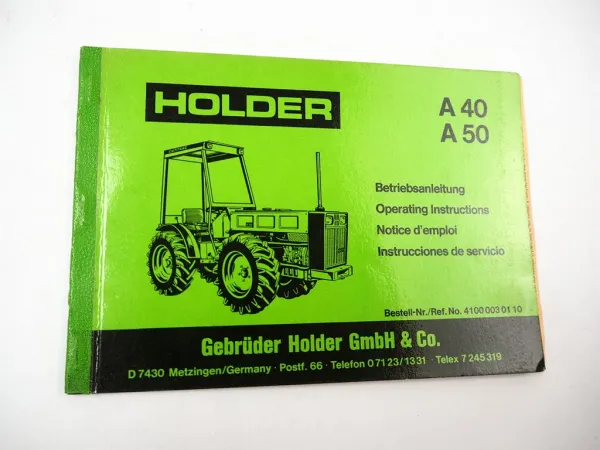 HOLDER
A 40
A 50
Betriebsanleitung
Operating Instructions
Notice d'emploi
Instrucciones de servicio
Bestell-Nr./Ref. No. 4100 003 01 10
Gebrüder Holder GmbH & Co.
D 7430 Metzingen/Germany · Postf. 66 · Telefon 0 71 23/13 31 · Telex 7 245 319